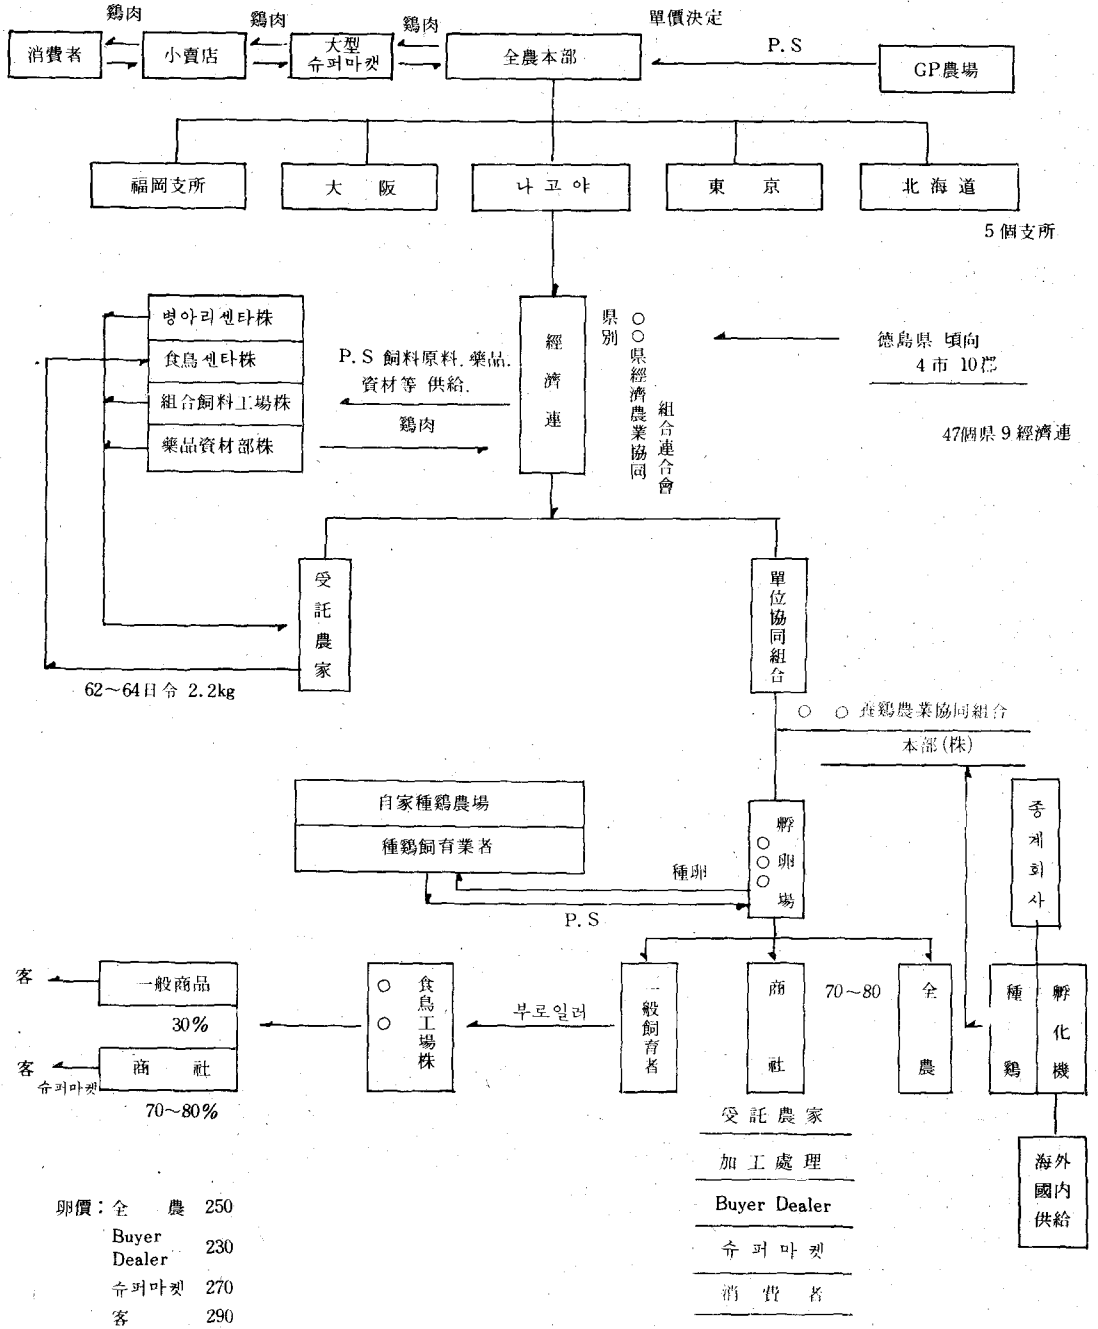 鷄肉
鷄肉
鷄肉
單價決定
消費者
小賣店
大型
슈퍼마켓
全農本部
P.S
GP農場
福岡支所
大 阪
나고야
東 京
北海道
5個支所
병아리센타株
食鳥센타株
組合飼料工場株
藥品資材部株
P.S 飼料原料. 藥品.
資材等 供給.
鷄肉
經濟連
県別
○○県經濟農業協同
組合連合會
徳島県 頃向
4市 10郡
47個県 9經濟連
受託農家
單位協同組合
62～64日令 2.2kg
○ ○ 養鷄農業協同組合
本部(株)
自家種鷄農場
種鷄飼育業者
種卵
P.S
孵卵場
○○○
종계회사
客
一般商品
30%
客
슈퍼마켓
商 社
70～80%
○ ○
食鳥工場株
부로일러
一般飼育者
商 社
70～80
全 農
種 鷄
孵化機
海外
國內
供給
受託農家
加工處理
Buyer Dealer
슈퍼마켓
消費者
卵價: 全 農 250
Buyer
Dealer 230
슈퍼마켓 270
客 290